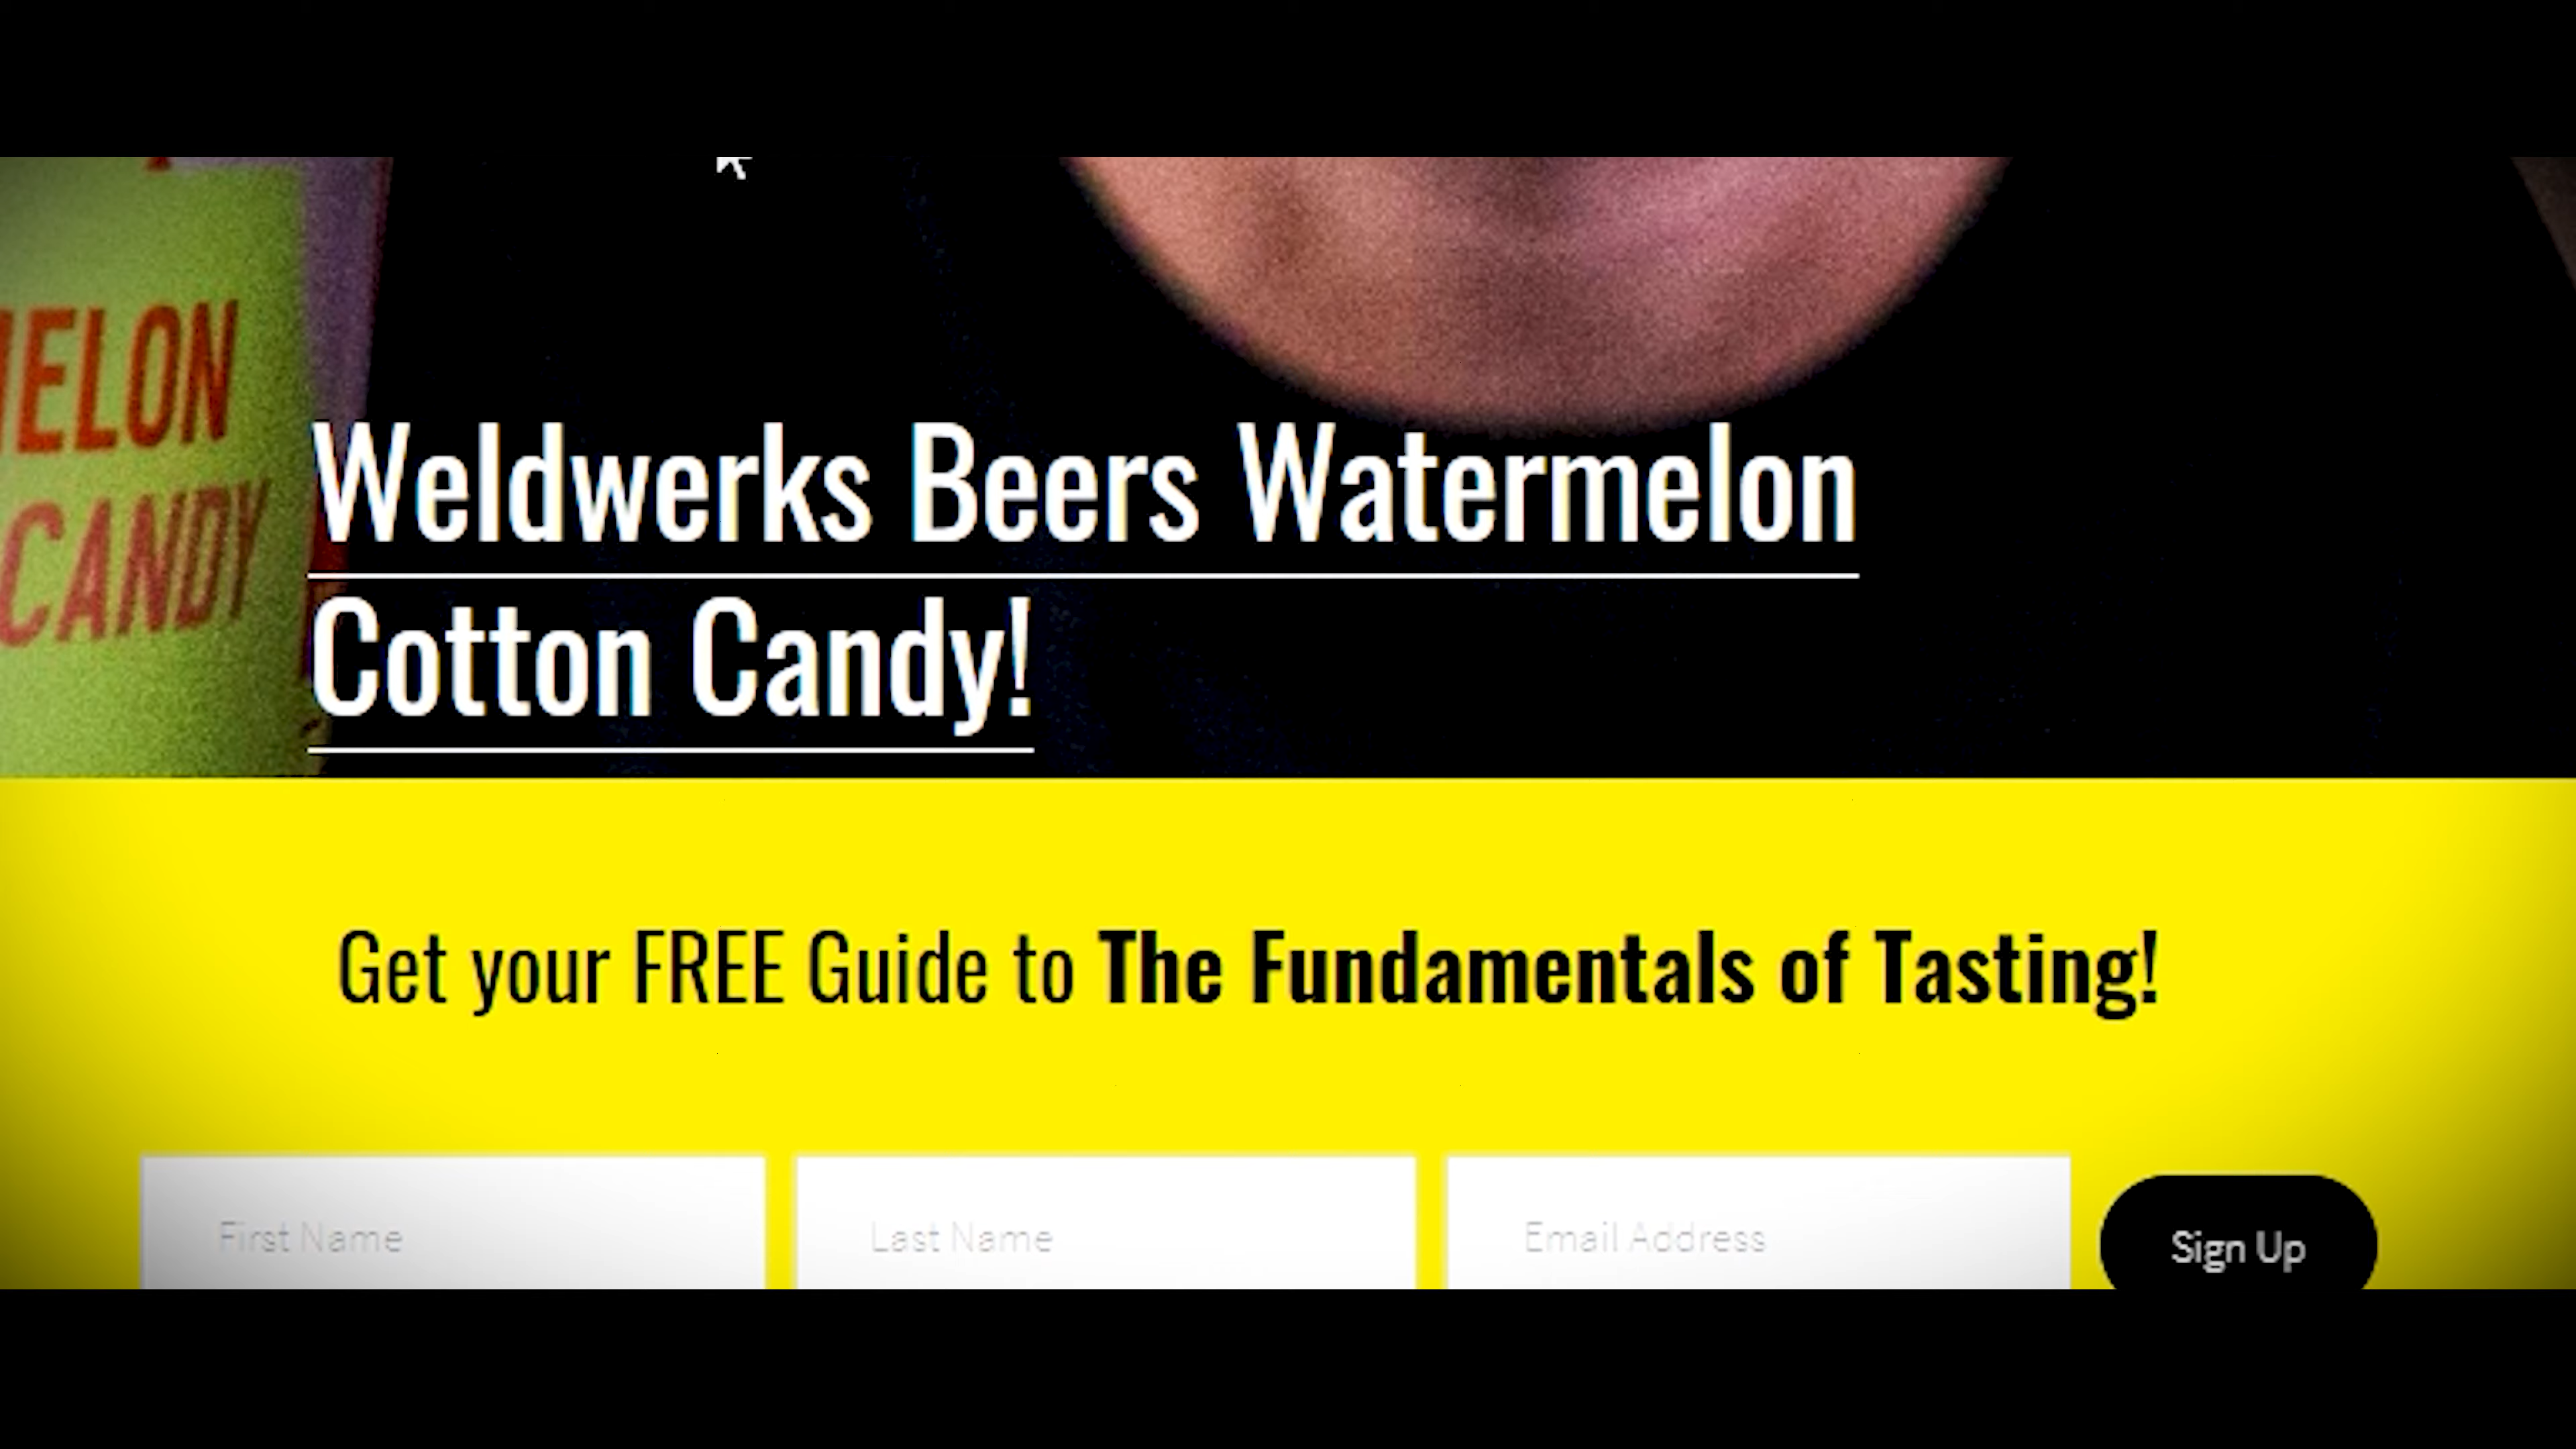 ELON
CANDY
Weldwerks Beers Watermelon
Cotton Candy!
Get your FREE Guide to The Fundamentals of Tasting!
First Name
Last Name
Email Address
Sign Up